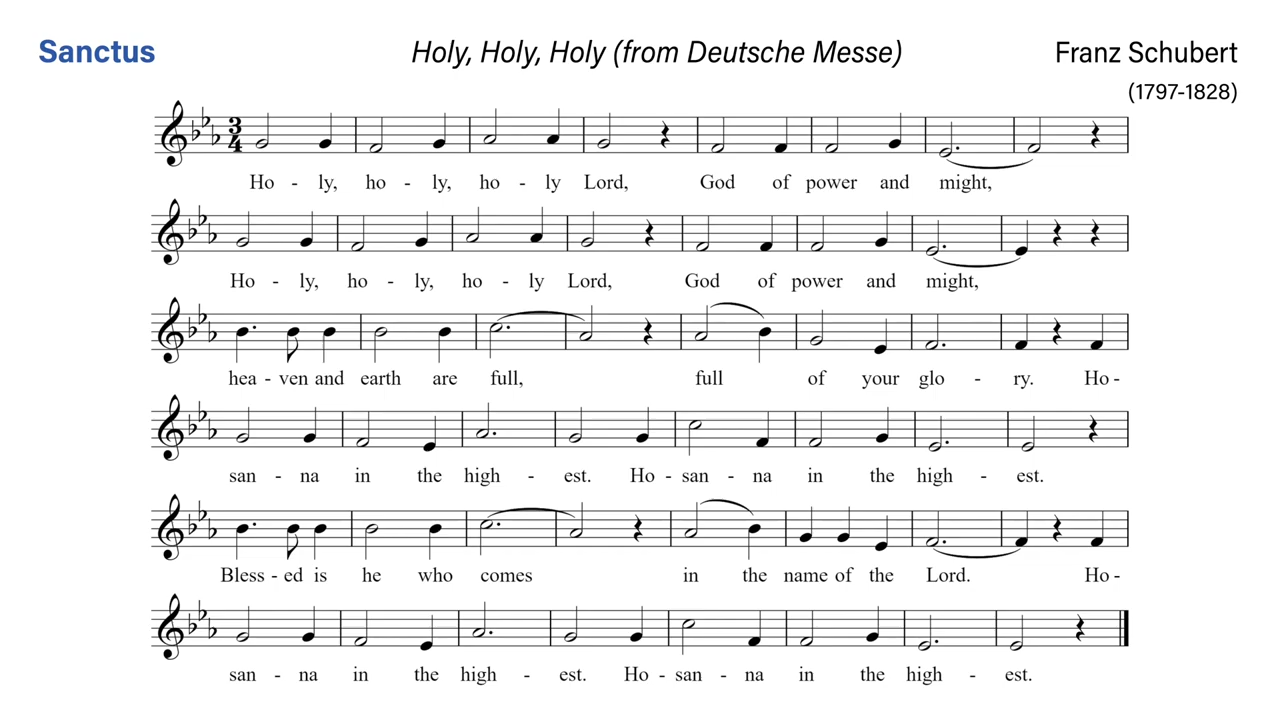 Sanctus Holy, Holy, Holy (from Deutsche Messe) Franz Schubert
(1797-1828)
3
4
Ho - ly, ho - ly, ho - ly Lord, God of power and might,
Ho - ly, ho - ly, ho - ly Lord, God of power and might,
hea - ven and earth are full, full of your glo - ry. Ho -
san - na in the high - est. Ho - san - na in the high - est.
Bless - ed is he who comes in the name of the Lord. Ho -
san - na in the high - est. Ho - san - na in the high - est.